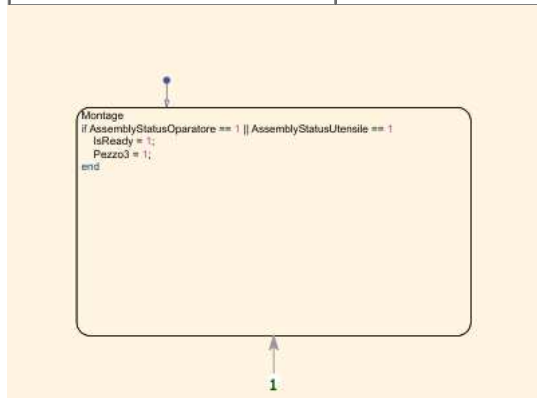 Montage
if AssemblyStatusOparatore == 1 || AssemblyStatusUtensile == 1
IsReady = 1;
Pezzo3 = 1;
end
1